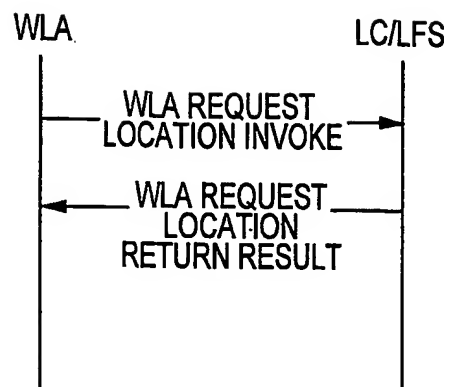 WLA
LC/LFS
WLA REQUEST
LOCATION INVOKE
WLA REQUEST
LOCATION
RETURN RESULT